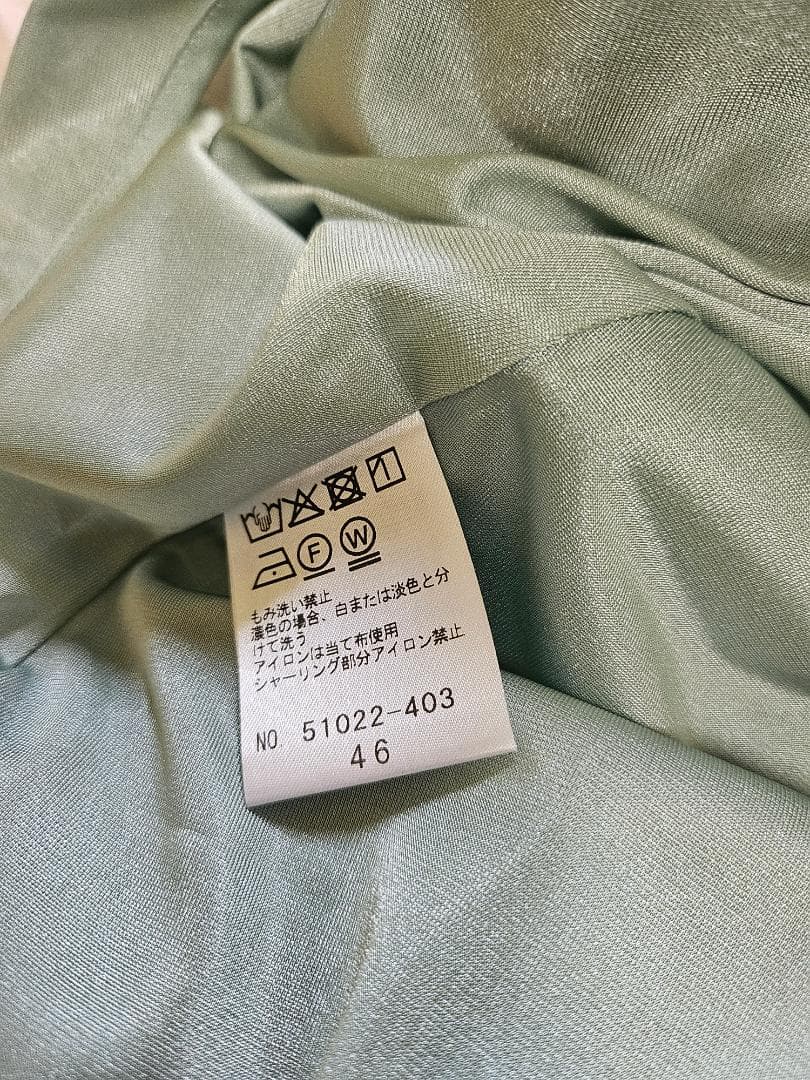 F W
もみ洗い禁止
濃色の場合、白または淡色と分
けて洗う
アイロンは当て布使用
シャーリング部分アイロン禁止
NO. 51022-403
46